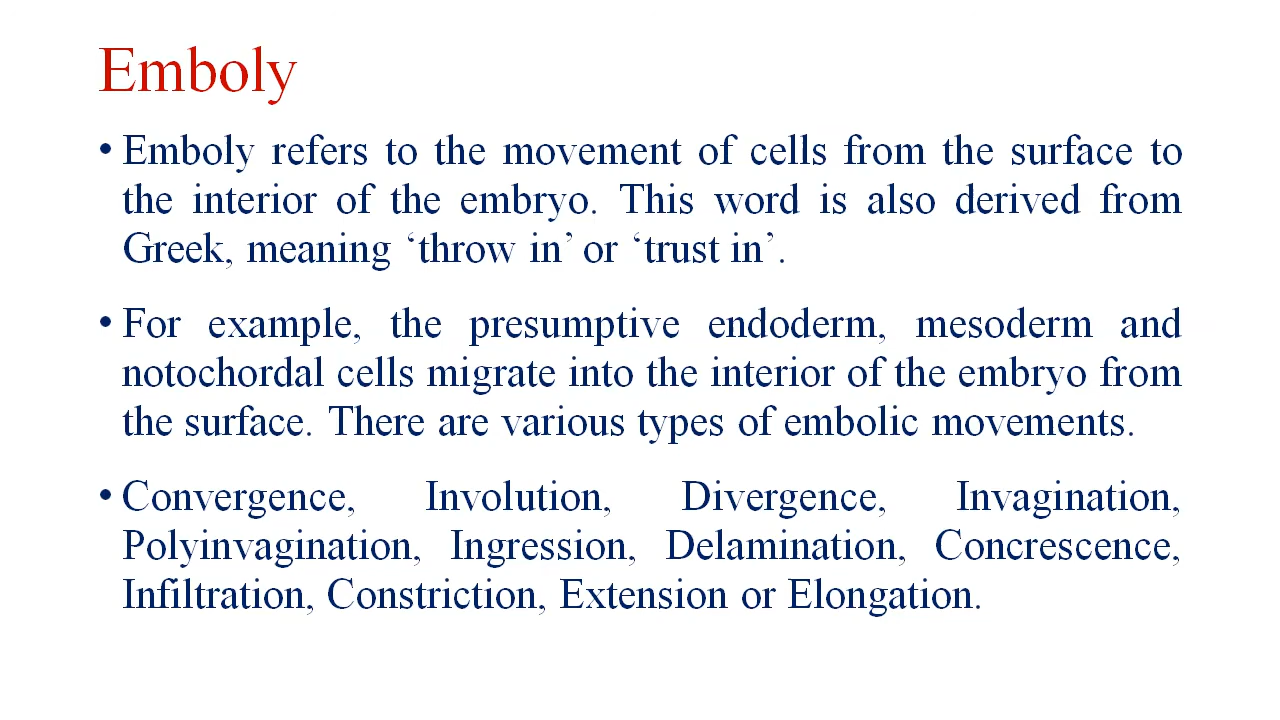 Emboly
• Emboly refers to the movement of cells from the surface to
the interior of the embryo. This word is also derived from
Greek, meaning ‘throw in’ or ‘trust in’.
• For example, the presumptive endoderm, mesoderm and
notochordal cells migrate into the interior of the embryo from
the surface. There are various types of embolic movements.
• Convergence, Involution, Divergence, Invagination,
Polyinvagination, Ingression, Delamination, Concrescence,
Infiltration, Constriction, Extension or Elongation.